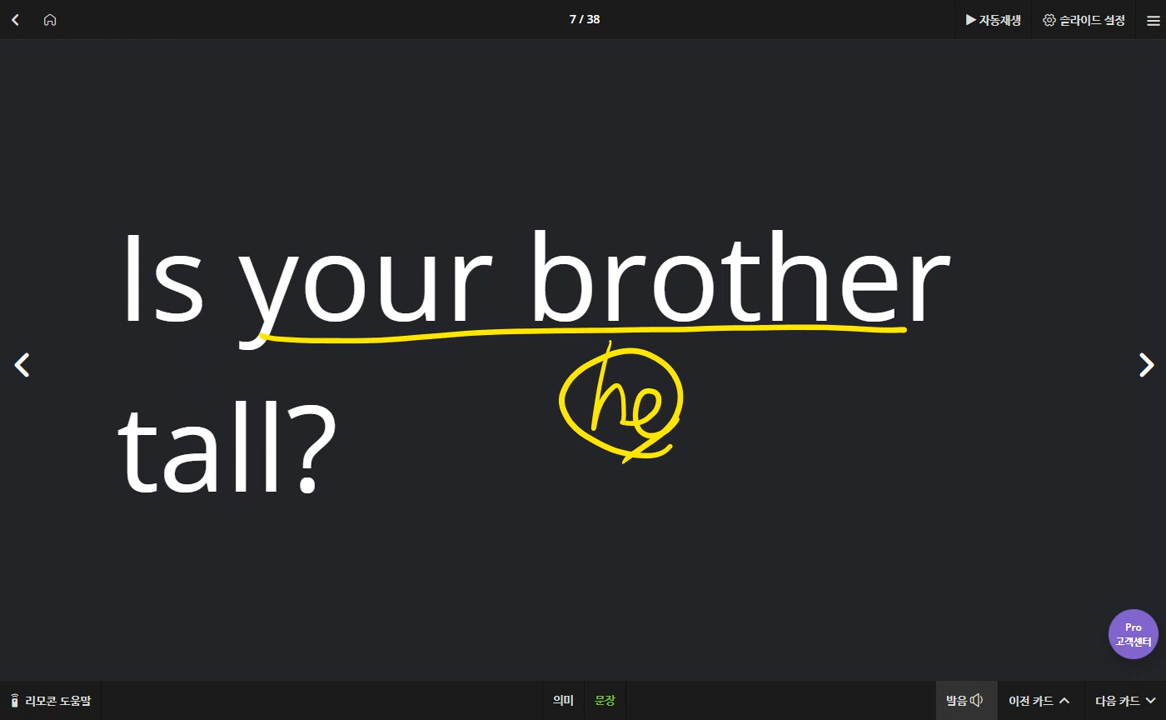 7 / 38
자동재생
슬라이드 설정
Is your brother
he
tall?
Pro
고객센터
리모콘 도움말
의미
문장
발음
이전 카드
다음 카드